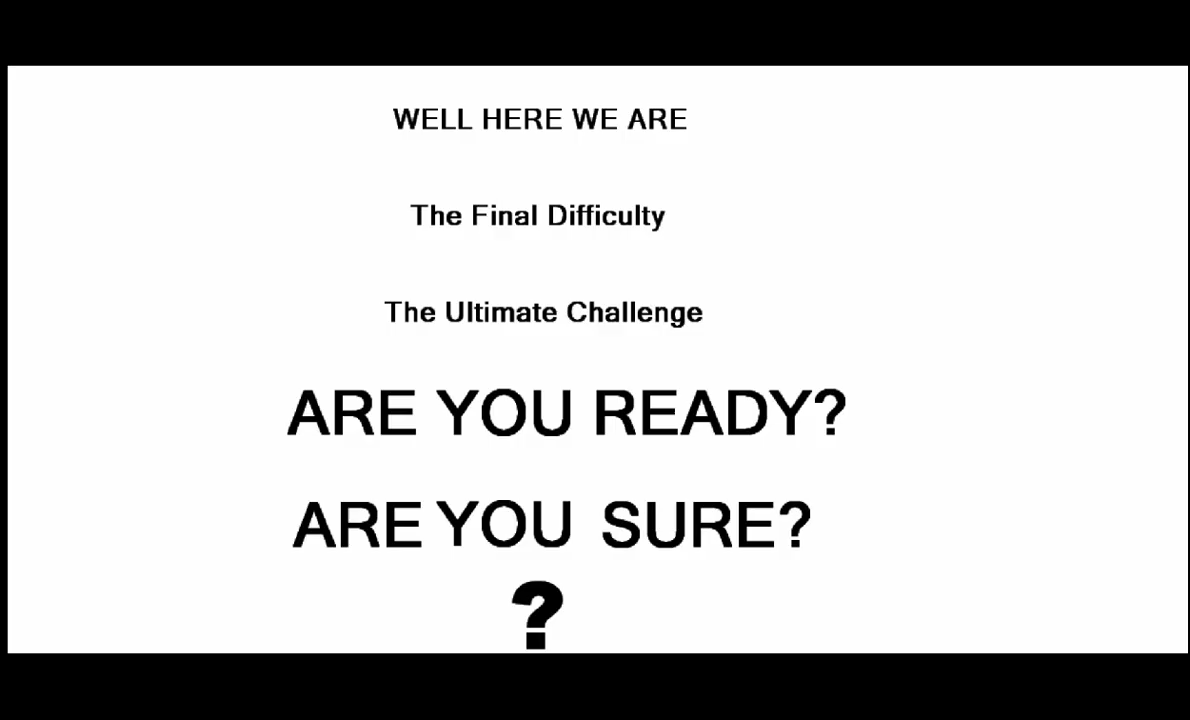 WELL HERE WE ARE
The Final Difficulty
The Ultimate Challenge
ARE YOU READY?
ARE YOU SURE?
?